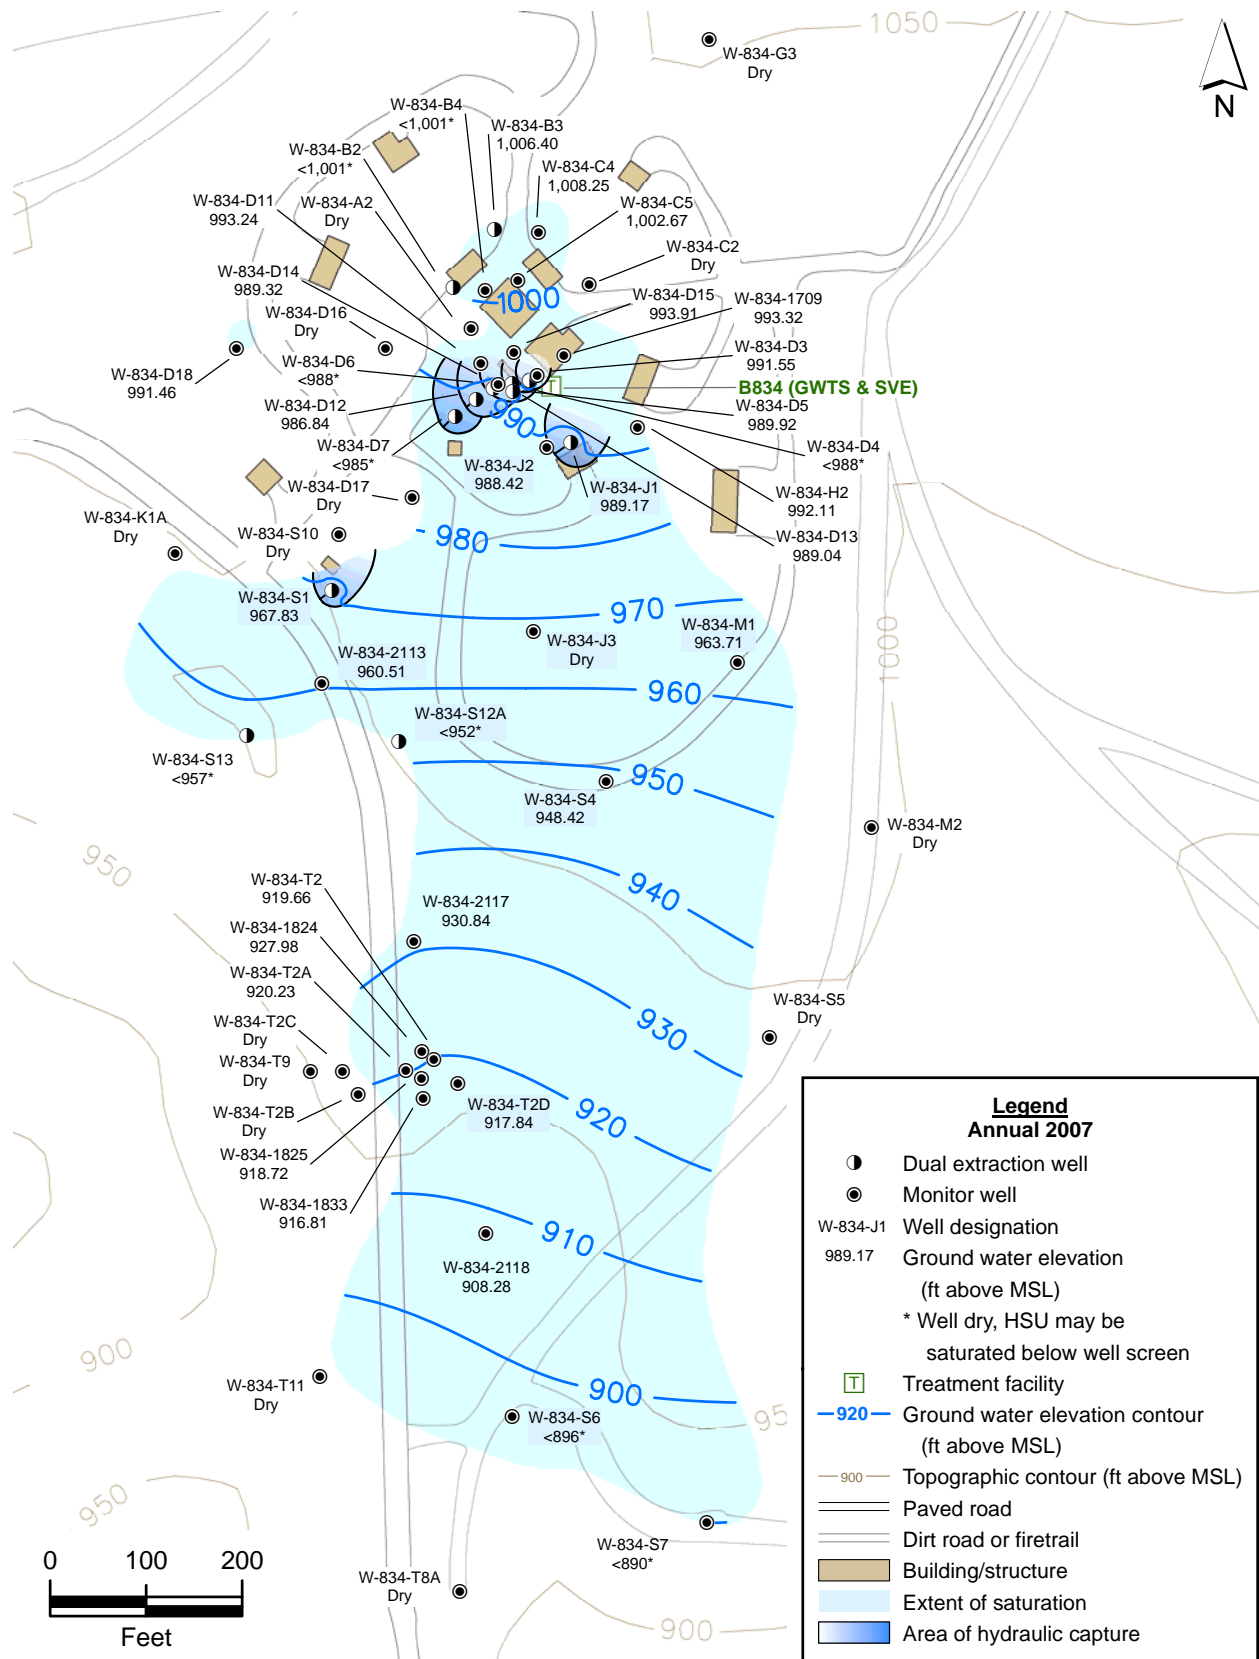 1050
W-834-G3
Dry
N
W-834-B4
<1,001*
W-834-B3
1,006.40
W-834-B2
<1,001*
W-834-C4
1,008.25
W-834-D11
993.24
W-834-A2
Dry
W-834-C5
1,002.67
W-834-C2
Dry
W-834-D14
989.32
1000
W-834-D15
993.91
W-834-1709
993.32
W-834-D16
Dry
W-834-D18
991.46
W-834-D6
<988*
W-834-D3
991.55
T
B834 (GWTS & SVE)
W-834-D12
986.84
990
W-834-D5
989.92
W-834-D7
<985*
W-834-D4
<988*
W-834-J2
988.42
W-834-J1
989.17
W-834-H2
992.11
W-834-D17
Dry
W-834-K1A
Dry
W-834-S10
Dry
980
W-834-D13
989.04
W-834-S1
967.83
970
W-834-J3
Dry
W-834-M1
963.71
1000
W-834-2113
960.51
960
W-834-S12A
<952*
W-834-S13
<957*
950
W-834-S4
948.42
W-834-M2
Dry
950
940
W-834-T2
919.66
W-834-2117
930.84
W-834-1824
927.98
W-834-T2A
920.23
W-834-S5
Dry
W-834-T2C
Dry
930
W-834-T9
Dry
W-834-T2B
Dry
W-834-T2D
917.84
920
W-834-1825
918.72
W-834-1833
916.81
910
W-834-2118
908.28
900
W-834-T11
Dry
900
W-834-S6
<896*
95
950
W-834-S7
<890*
W-834-T8A
Dry
900
0 100 200
Feet
Legend
Annual 2007
Dual extraction well
Monitor well
W-834-J1 Well designation
989.17 Ground water elevation
(ft above MSL)
* Well dry, HSU may be
saturated below well screen
T Treatment facility
920 Ground water elevation contour
(ft above MSL)
900 Topographic contour (ft above MSL)
Paved road
Dirt road or firetrail
Building/structure
Extent of saturation
Area of hydraulic capture